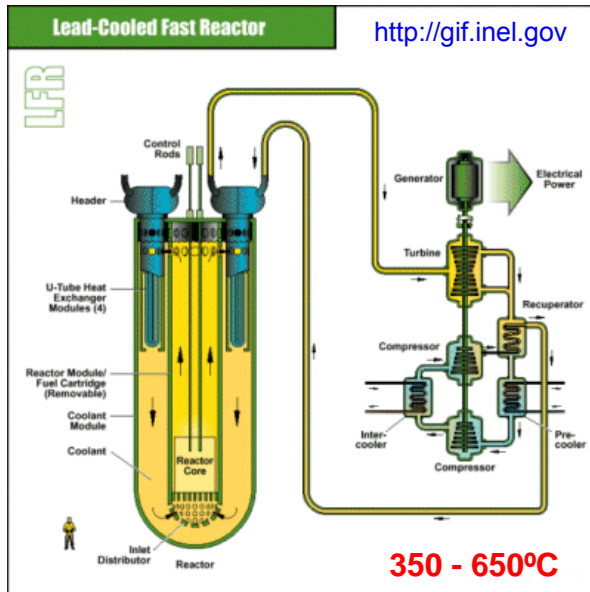 Lead-Cooled Fast Reactor
http://gif.inel.gov
LFR
Control
Rods
Header
U-Tube Heat
Exchanger
Modules (4)
Reactor Module/
Fuel Cartridge
(Removable)
Coolant
Module
Coolant
Reactor
Core
Inlet
Distributor
Reactor
Generator
Electrical
Power
Turbine
Recuperator
Compressor
Inter-
cooler
Pre-
cooler
Compressor
350 - 650ºC